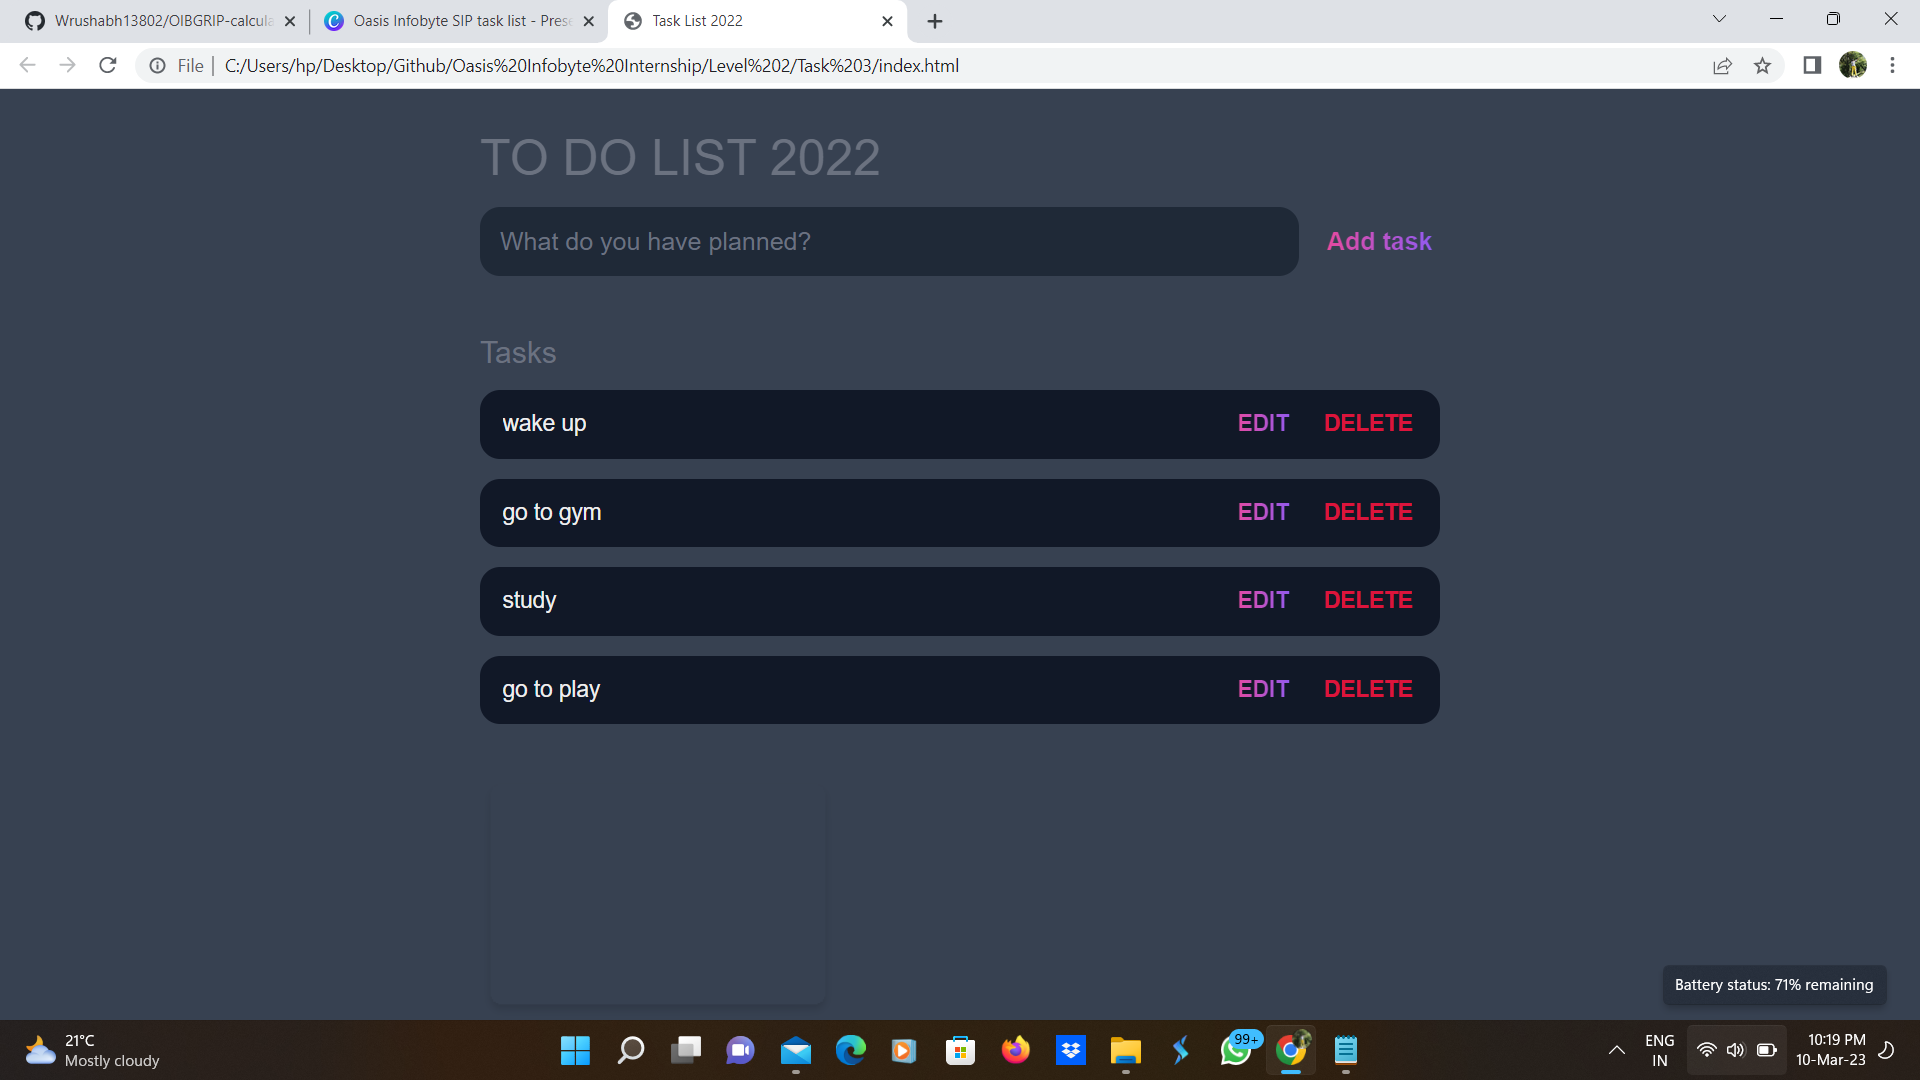 Wrushabh13802/OIBGRIP-calcula
Oasis Infobyte SIP task list - Prese
Task List 2022
File
C:/Users/hp/Desktop/Github/Oasis%20Infobyte%20Internship/Level%202/Task%203/index.html
TO DO LIST 2022
What do you have planned?
Add task
Tasks
wake up EDIT DELETE
go to gym EDIT DELETE
study EDIT DELETE
go to play EDIT DELETE
Battery status: 71% remaining
21°C
Mostly cloudy
99+
ENG
IN
10:19 PM
10-Mar-23